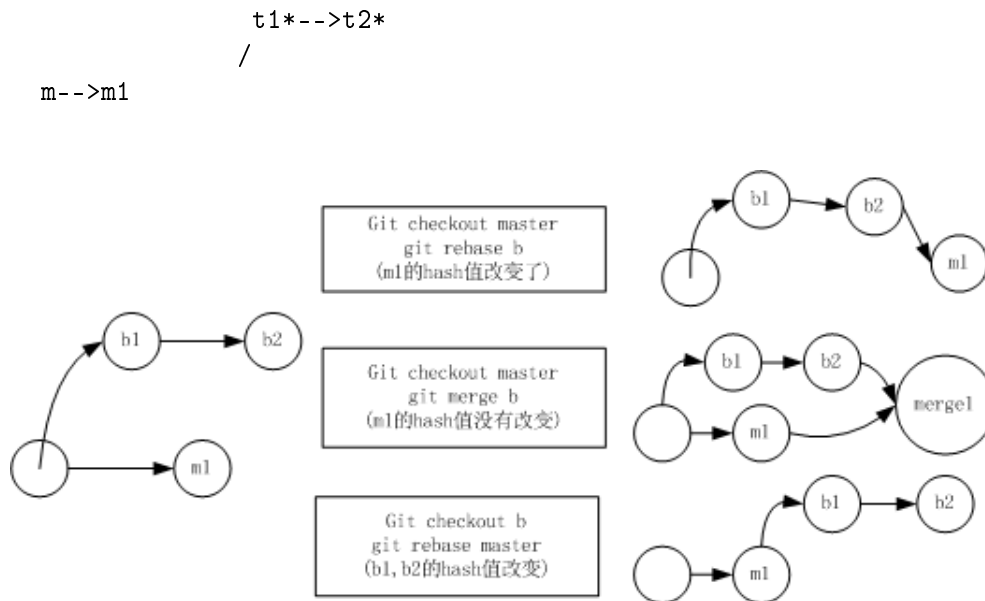 t1*-->t2*
/
m-->m1
b1
b2
m1
Git checkout master
git rebase b
(m1的hash值改变了)
b1
b2
m1
Git checkout master
git merge b
(m1的hash值没有改变)
b1
b2
m1
merge1
Git checkout b
git rebase master
(b1,b2的hash值改变)
b1
b2
m1